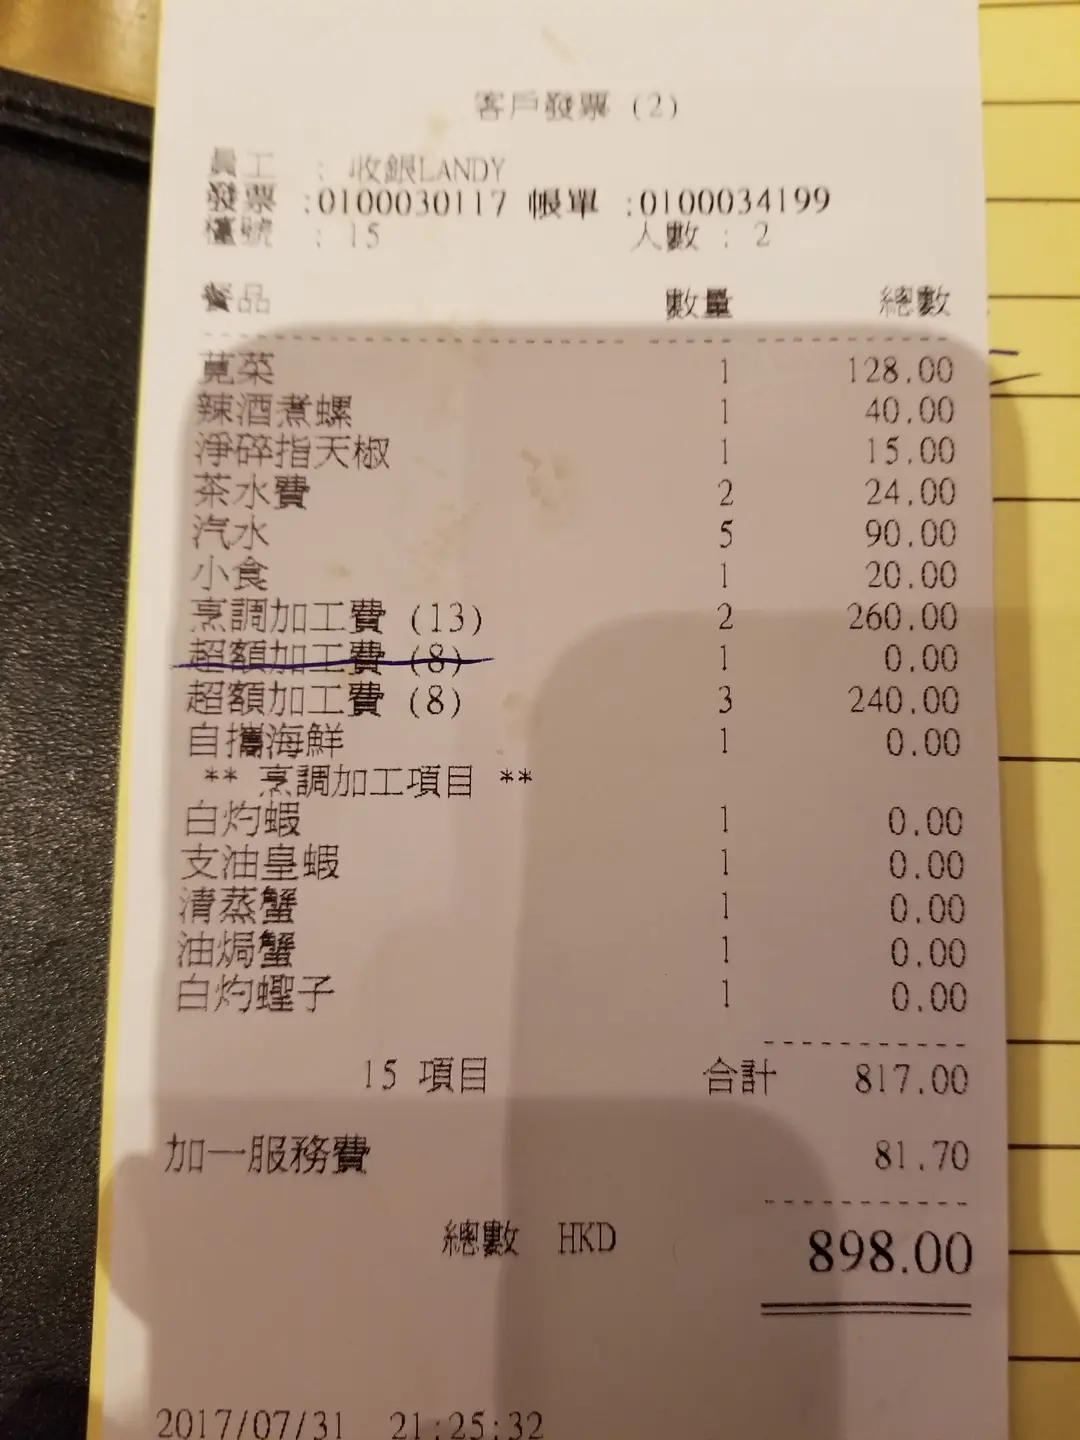 客戶發票 (2)
員工 : 收銀LANDY
發票 :0100030117 帳單 :0100034199
檯號 : 15 人數 : 2
餐品 數量 總數
莧菜 1 128.00
辣酒煮螺 1 40.00
淨碎指天椒 1 15.00
茶水費 2 24.00
汽水 5 90.00
小食 1 20.00
烹調加工費 (13) 2 260.00
超額加工費 (8) 1 0.00
超額加工費 (8) 3 240.00
自攜海鮮 1 0.00
** 烹調加工項目 **
白灼蝦 1 0.00
支油皇蝦 1 0.00
清蒸蟹 1 0.00
油焗蟹 1 0.00
白灼蟶子 1 0.00
15 項目 合計 817.00
加一服務費 81.70
總數 HKD 898.00
2017/07/31 21:25:32